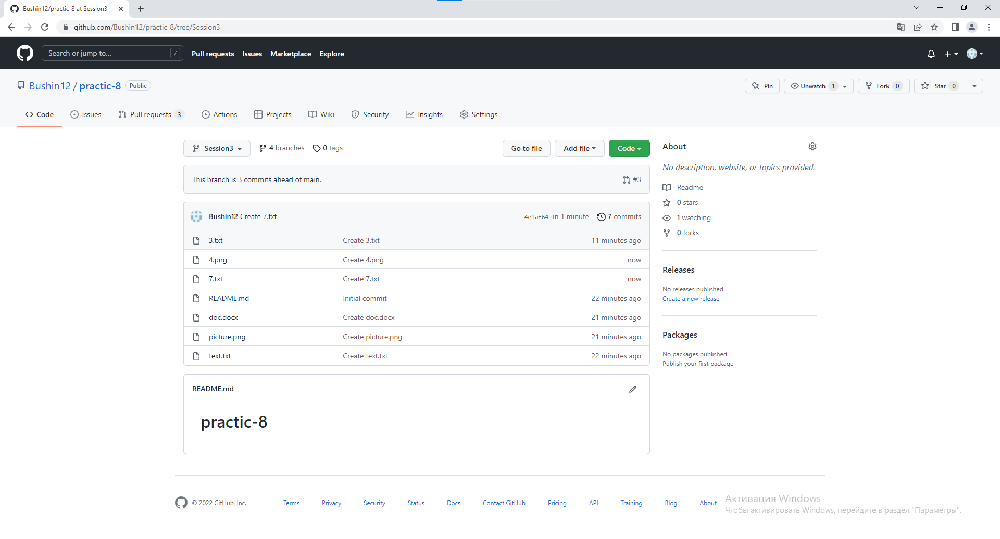 Bushin12/practic-8 at Session3
github.com/Bushin12/practic-8/tree/Session3
Search or jump to... /
Pull requests Issues Marketplace Explore
Bushin12 / practic-8 Public
Pin Unwatch 1 Fork 0 Star 0
Code Issues Pull requests 3 Actions Projects Wiki Security Insights Settings
Session3 4 branches 0 tags Go to file Add file Code
This branch is 3 commits ahead of main. #3
Bushin12 Create 7.txt 4e1af64 in 1 minute 7 commits
3.txt Create 3.txt 11 minutes ago
4.png Create 4.png now
7.txt Create 7.txt now
README.md Initial commit 22 minutes ago
doc.docx Create doc.docx 21 minutes ago
picture.png Create picture.png 21 minutes ago
text.txt Create text.txt 22 minutes ago
README.md
practic-8
About
No description, website, or topics provided.
Readme
0 stars
1 watching
0 forks
Releases
No releases published
Create a new release
Packages
No packages published
Publish your first package
© 2022 GitHub, Inc. Terms Privacy Security Status Docs Contact GitHub Pricing API Training Blog About
Активация Windows
Чтобы активировать Windows, перейдите в раздел "Параметры".